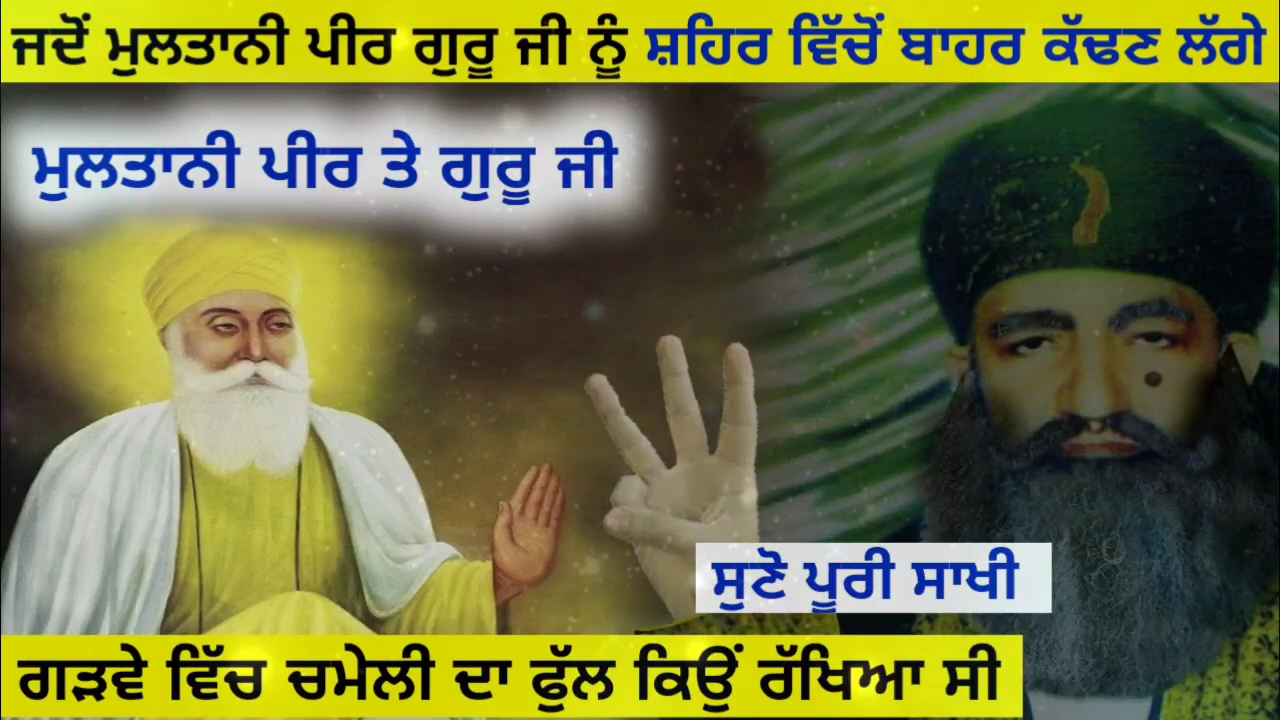 ਜਦੋਂ ਮੁਲਤਾਨੀ ਪੀਰ ਗੁਰੂ ਜੀ ਨੂੰ ਸ਼ਹਿਰ ਵਿੱਚੋਂ ਬਾਹਰ ਕੱਢਣ ਲੱਗੇ
ਮੁਲਤਾਨੀ ਪੀਰ ਤੇ ਗੁਰੂ ਜੀ
ਸੁਣੋ ਪੂਰੀ ਸਾਖੀ
ਗੜਵੇ ਵਿੱਚ ਚਮੇਲੀ ਦਾ ਫੁੱਲ ਕਿਉਂ ਰੱਖਿਆ ਸੀ